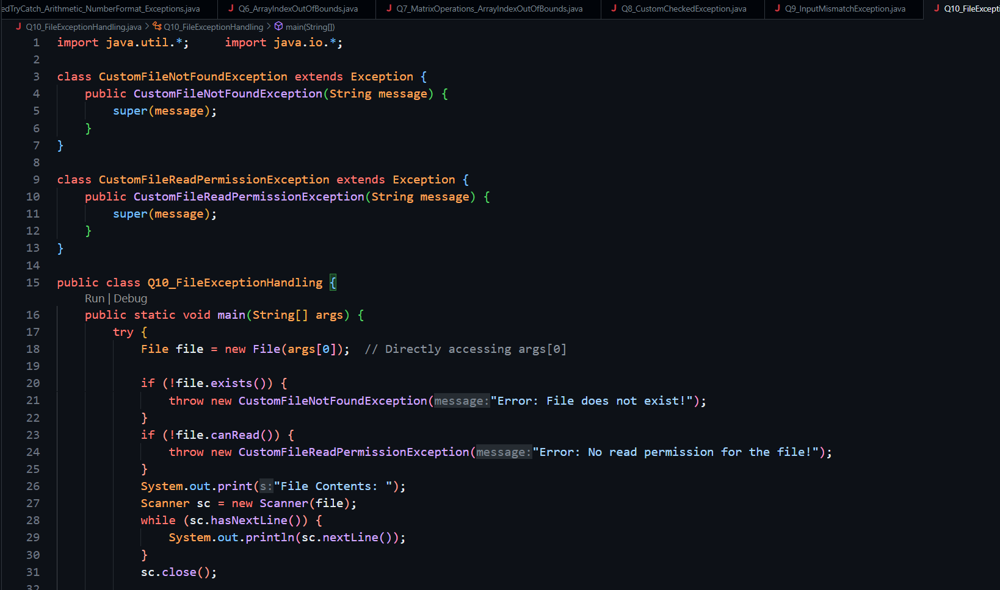 edTryCatch_Arithmetic_NumberFormat_Exceptions.java J Q6_ArrayIndexOutOfBounds.java J Q7_MatrixOperations_ArrayIndexOutOfBounds.java J Q8_CustomCheckedException.java J Q9_InputMismatchException.java J Q10_FileExcepti
J Q10_FileExceptionHandling.java > Q10_FileExceptionHandling > main(String[])
1 import java.util.*;     import java.io.*;
2
3 class CustomFileNotFoundException extends Exception {
4     public CustomFileNotFoundException(String message) {
5         super(message);
6     }
7 }
8
9 class CustomFileReadPermissionException extends Exception {
10     public CustomFileReadPermissionException(String message) {
11         super(message);
12     }
13 }
14
15 public class Q10_FileExceptionHandling {
Run | Debug
16     public static void main(String[] args) {
17         try {
18             File file = new File(args[0]);  // Directly accessing args[0]
19
20             if (!file.exists()) {
21                 throw new CustomFileNotFoundException(message:"Error: File does not exist!");
22             }
23             if (!file.canRead()) {
24                 throw new CustomFileReadPermissionException(message:"Error: No read permission for the file!");
25             }
26             System.out.print(s:"File Contents: ");
27             Scanner sc = new Scanner(file);
28             while (sc.hasNextLine()) {
29                 System.out.println(sc.nextLine());
30             }
31             sc.close();
32